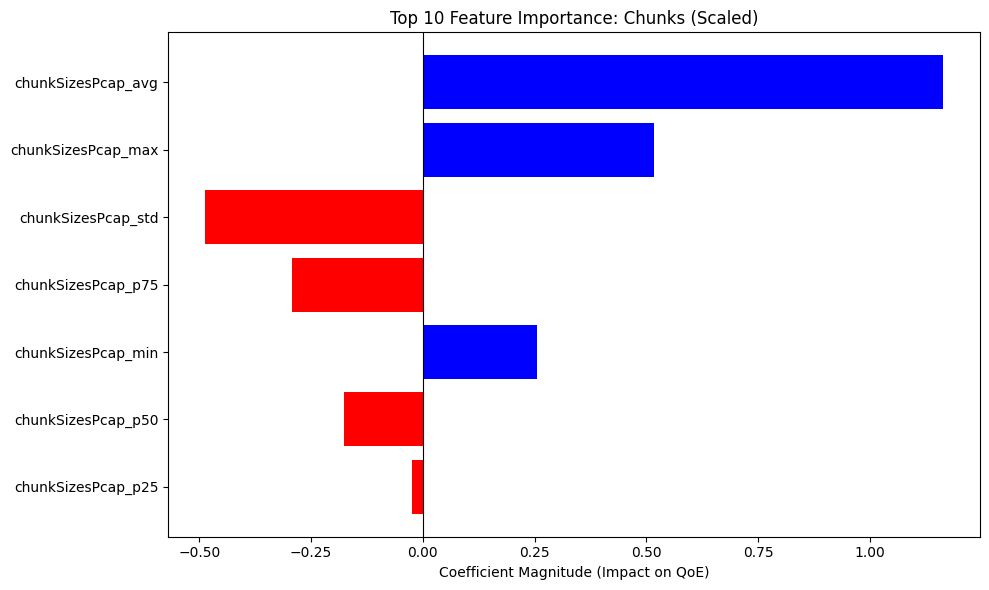 Top 10 Feature Importance: Chunks (Scaled)
chunkSizesPcap_avg
chunkSizesPcap_max
chunkSizesPcap_std
chunkSizesPcap_p75
chunkSizesPcap_min
chunkSizesPcap_p50
chunkSizesPcap_p25
−0.50 −0.25 0.00 0.25 0.50 0.75 1.00
Coefficient Magnitude (Impact on QoE)